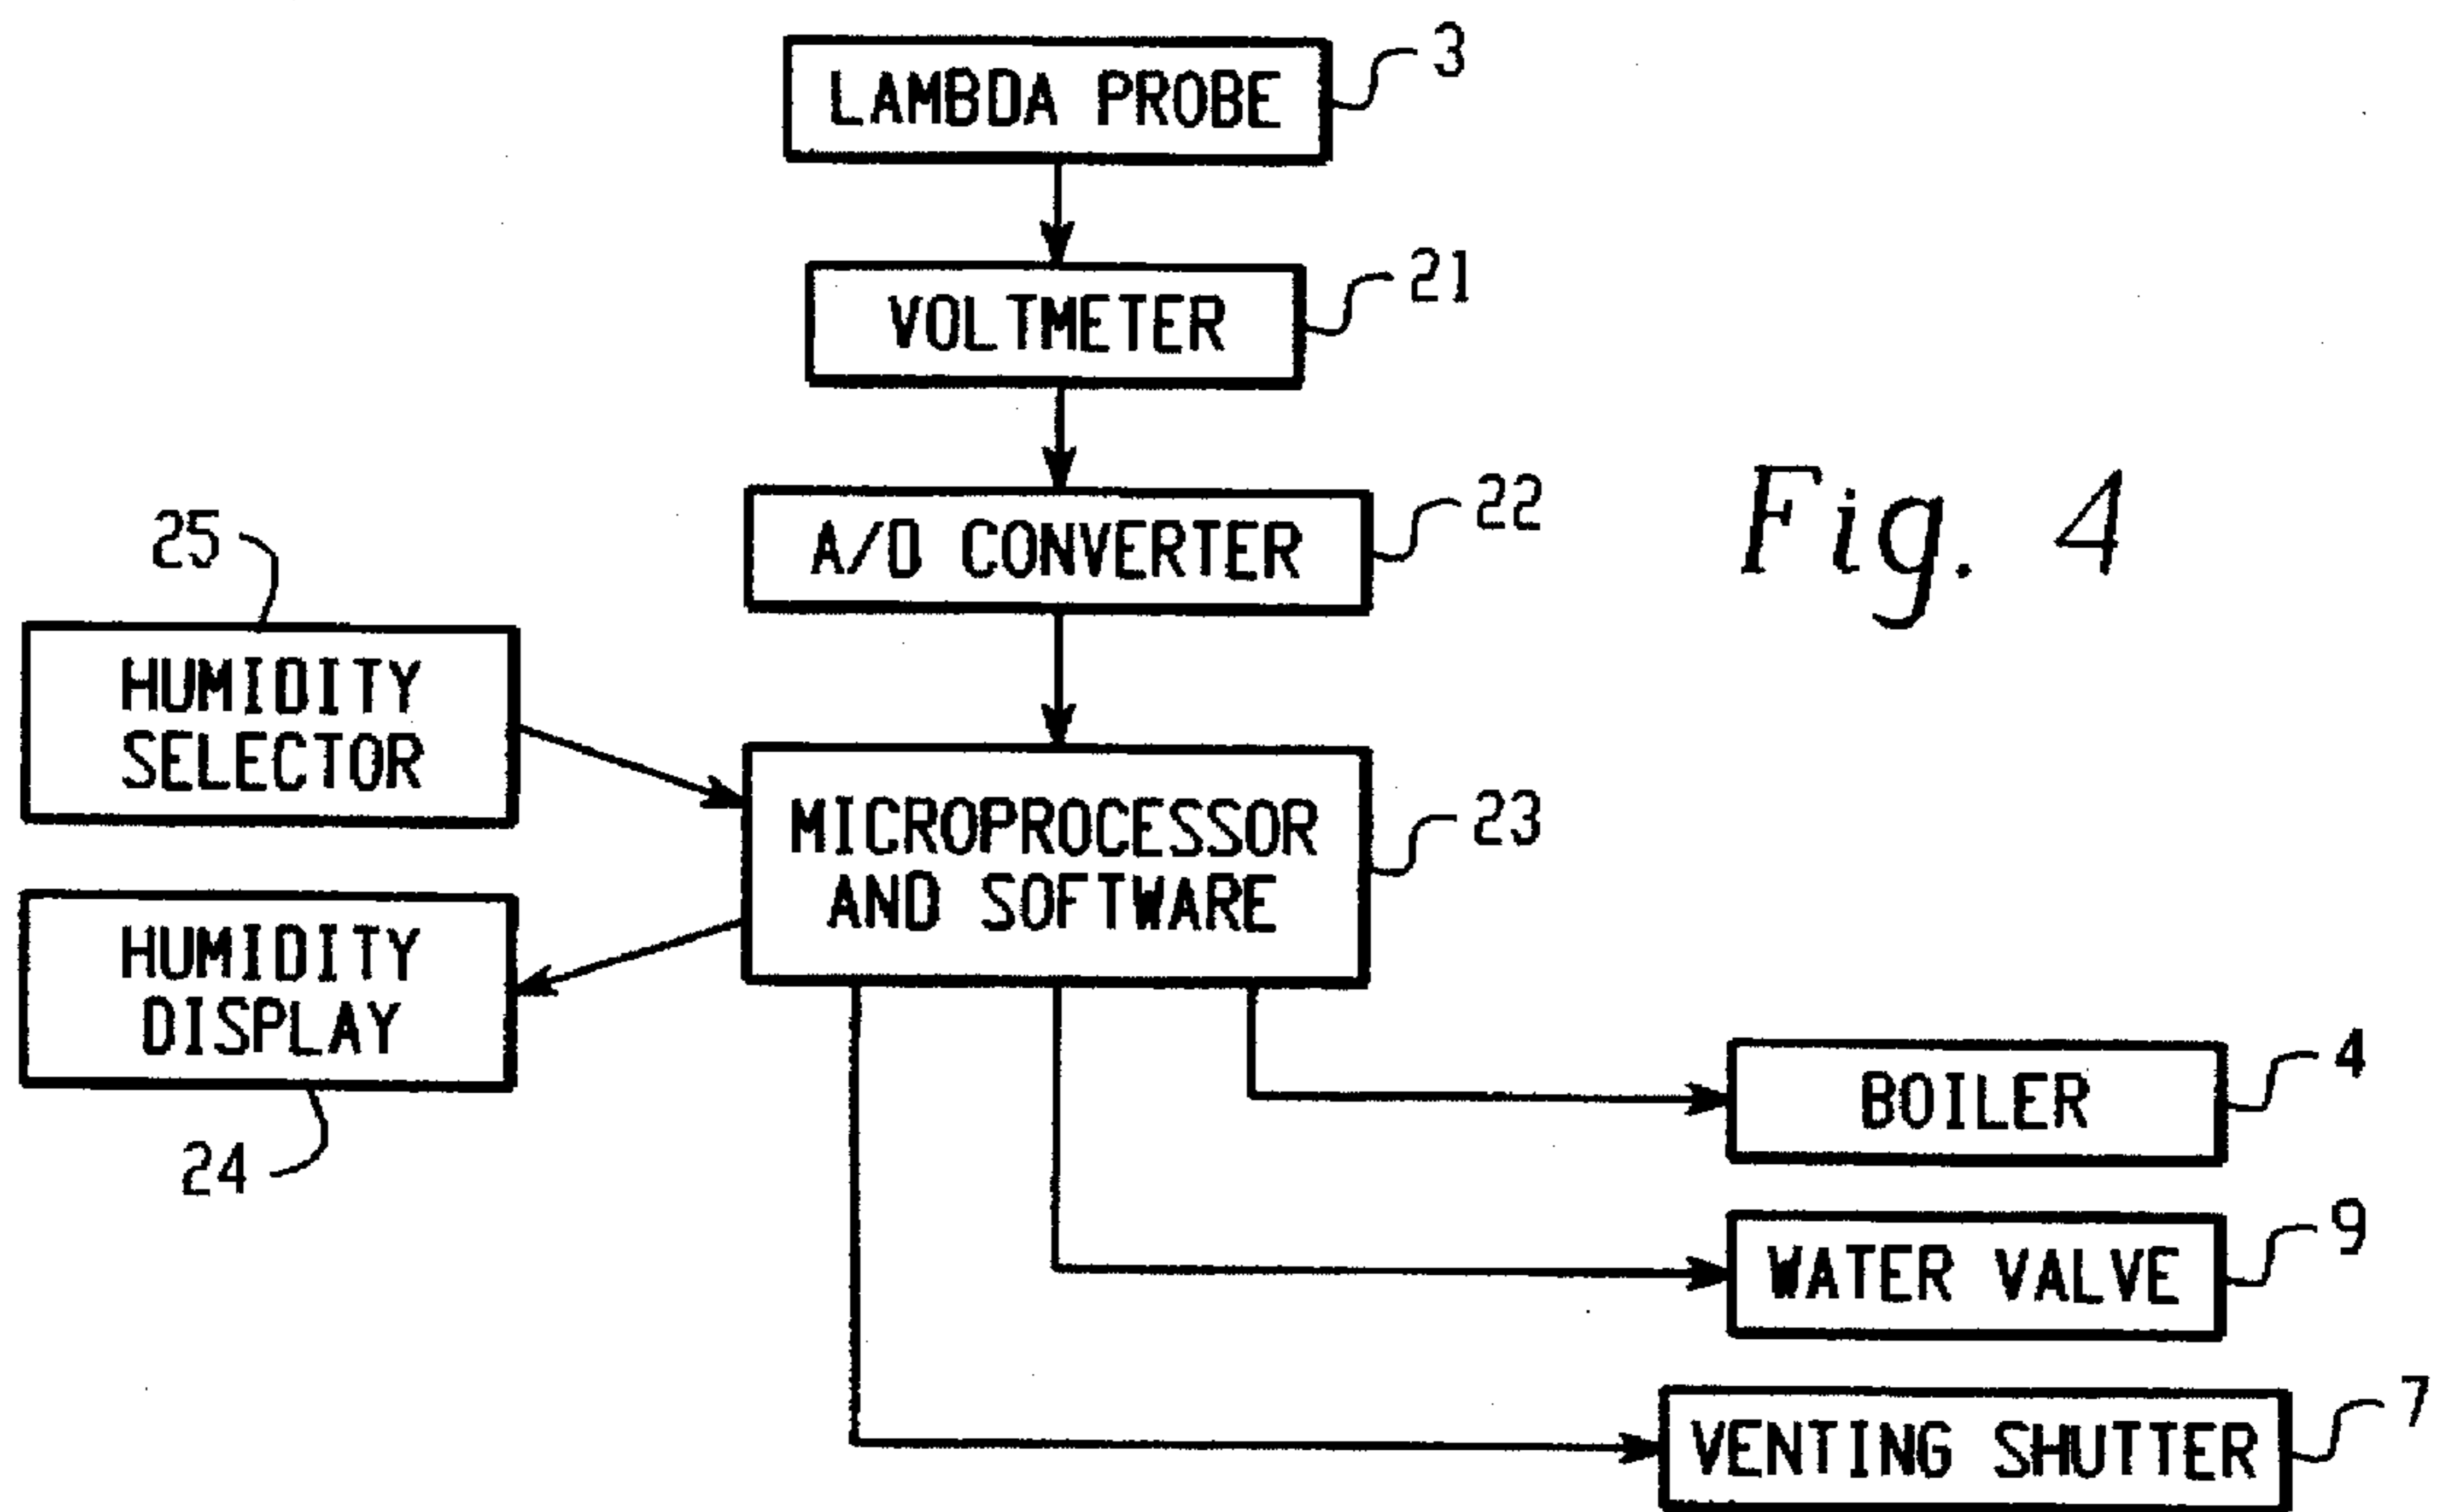 LAMBDA PROBE
3
VOLTMETER
21
A/D CONVERTER
22
Fig. 4
25
HUMIDITY
SELECTOR
MICROPROCESSOR
AND SOFTWARE
23
HUMIDITY
DISPLAY
24
BOILER
4
WATER VALVE
9
VENTING SHUTTER
7